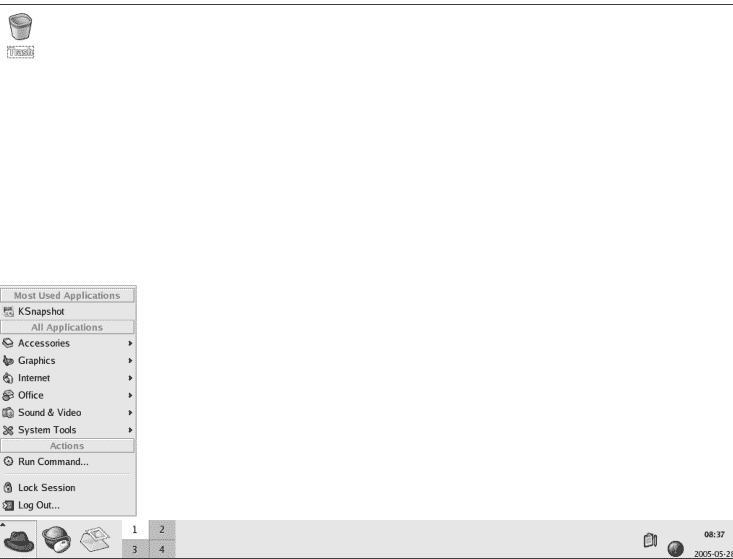 Trash
Most Used Applications
KSnapshot
All Applications
Accessories
Graphics
Internet
Office
Sound & Video
System Tools
Actions
Run Command...
Lock Session
Log Out...
1 2
3 4
08:37
2005-05-28